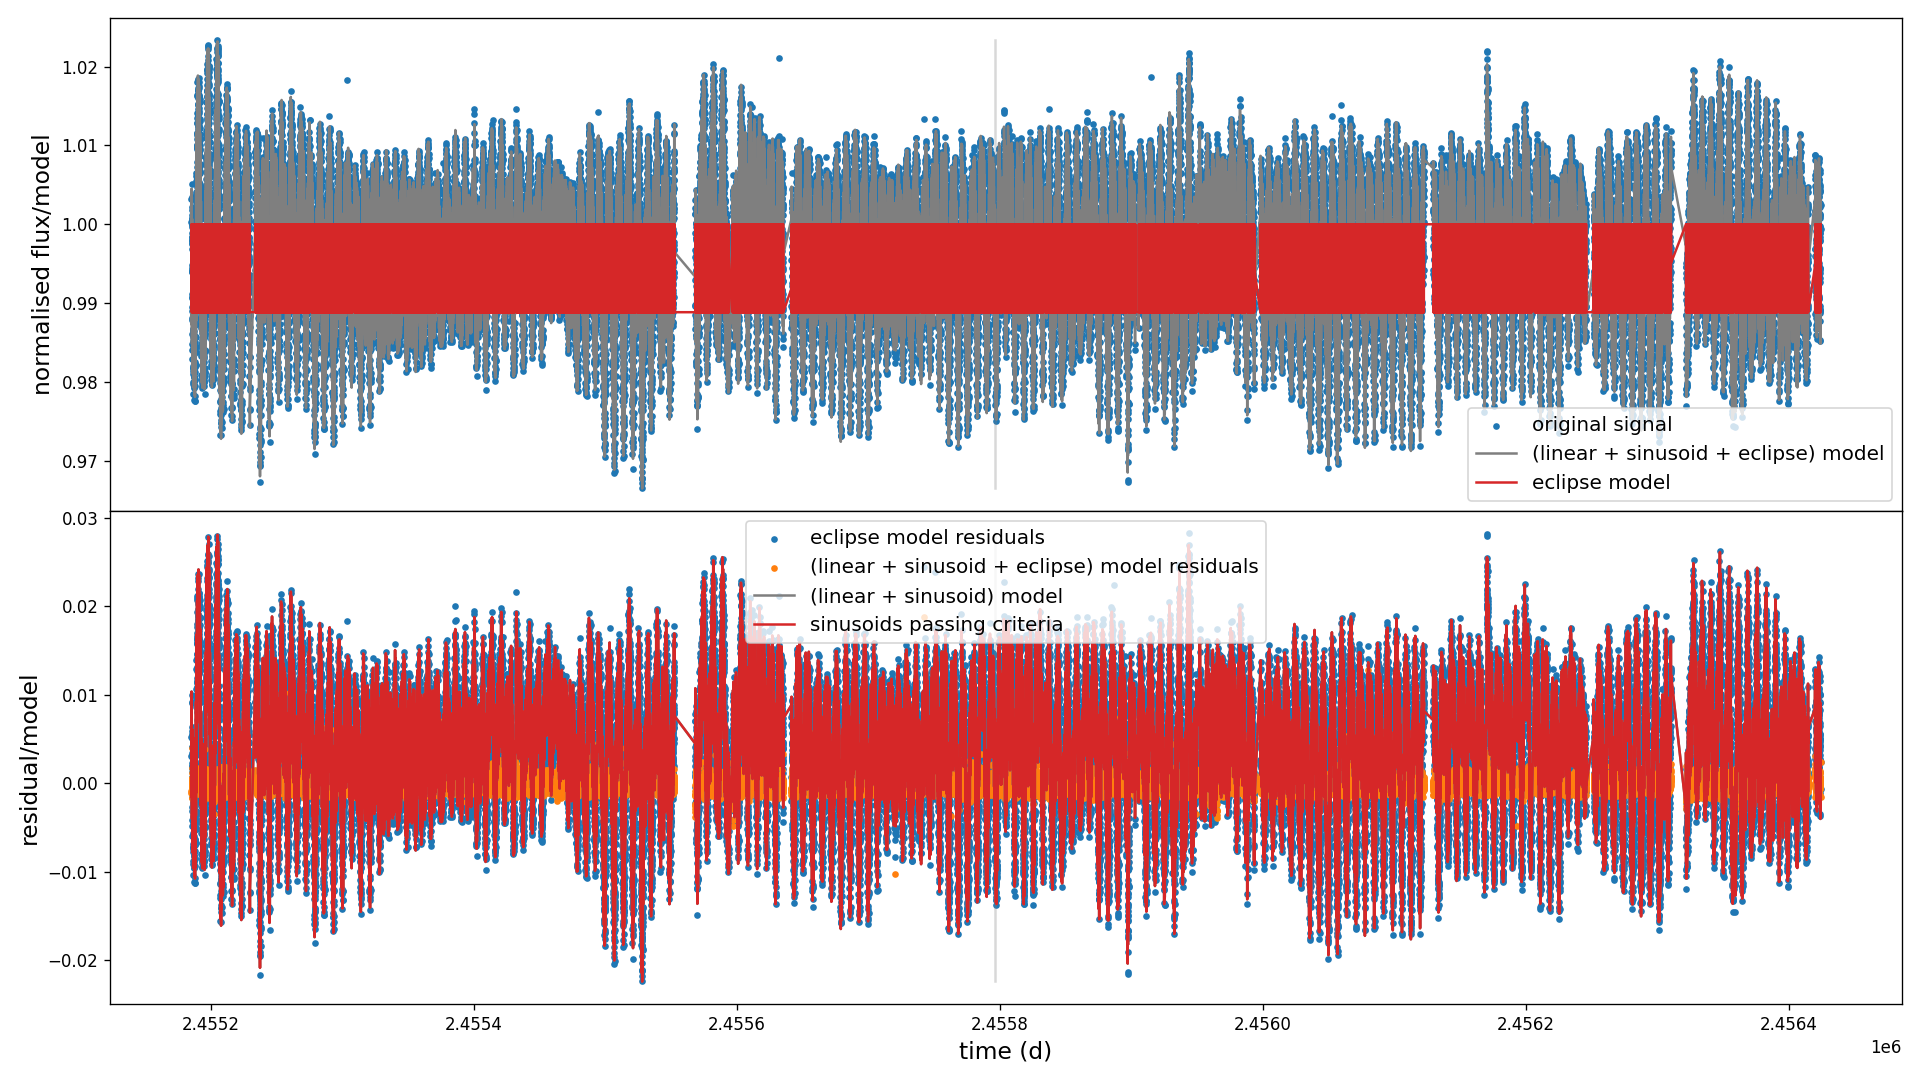 1.02
1.01
1.00
0.99
0.98
0.97
normalised flux/model
original signal
(linear + sinusoid + eclipse) model
eclipse model
0.03
0.02
0.01
0.00
−0.01
−0.02
residual/model
eclipse model residuals
(linear + sinusoid + eclipse) model residuals
(linear + sinusoid) model
sinusoids passing criteria
2.4552
2.4554
2.4556
2.4558
2.4560
2.4562
2.4564
1e6
time (d)